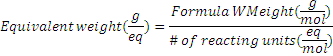 Equivalent weight(g/eq) = Formula WMeight(g/mol) / # of reacting units(eq/mol)